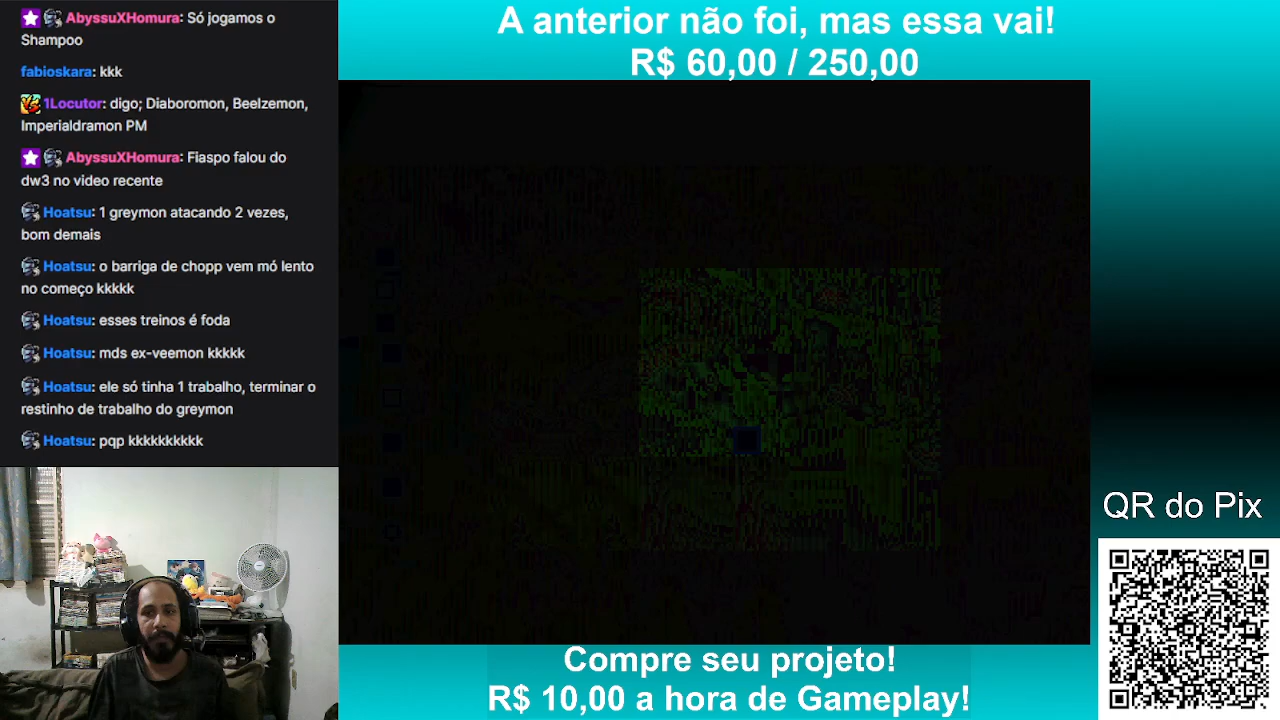 AbyssuXHomura: Só jogamos o
Shampoo
fabioskara: kkk
1Locutor: digo; Diaboromon, Beelzemon,
Imperialdramon PM
AbyssuXHomura: Fiaspo falou do
dw3 no video recente
Hoatsu: 1 greymon atacando 2 vezes,
bom demais
Hoatsu: o barriga de chopp vem mó lento
no começo kkkkk
Hoatsu: esses treinos é foda
Hoatsu: mds ex-veemon kkkkk
Hoatsu: ele só tinha 1 trabalho, terminar o
restinho de trabalho do greymon
Hoatsu: pqp kkkkkkkkkk
A anterior não foi, mas essa vai!
R$ 60,00 / 250,00
QR do Pix
Compre seu projeto!
R$ 10,00 a hora de Gameplay!